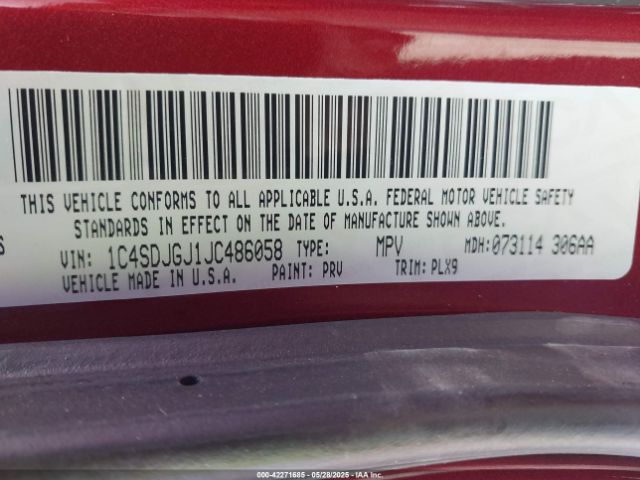 THIS VEHICLE CONFORMS TO ALL APPLICABLE U.S.A. FEDERAL MOTOR VEHICLE SAFETY
STANDARDS IN EFFECT ON THE DATE OF MANUFACTURE SHOWN ABOVE.
S
VIN: 1C4SDJGJ1JC486058 TYPE: MPV MDH:073114 306AA
VEHICLE MADE IN U.S.A. PAINT: PRV TRIM:PLX9
000-42271685 - 05/28/2025 - IAA Inc.